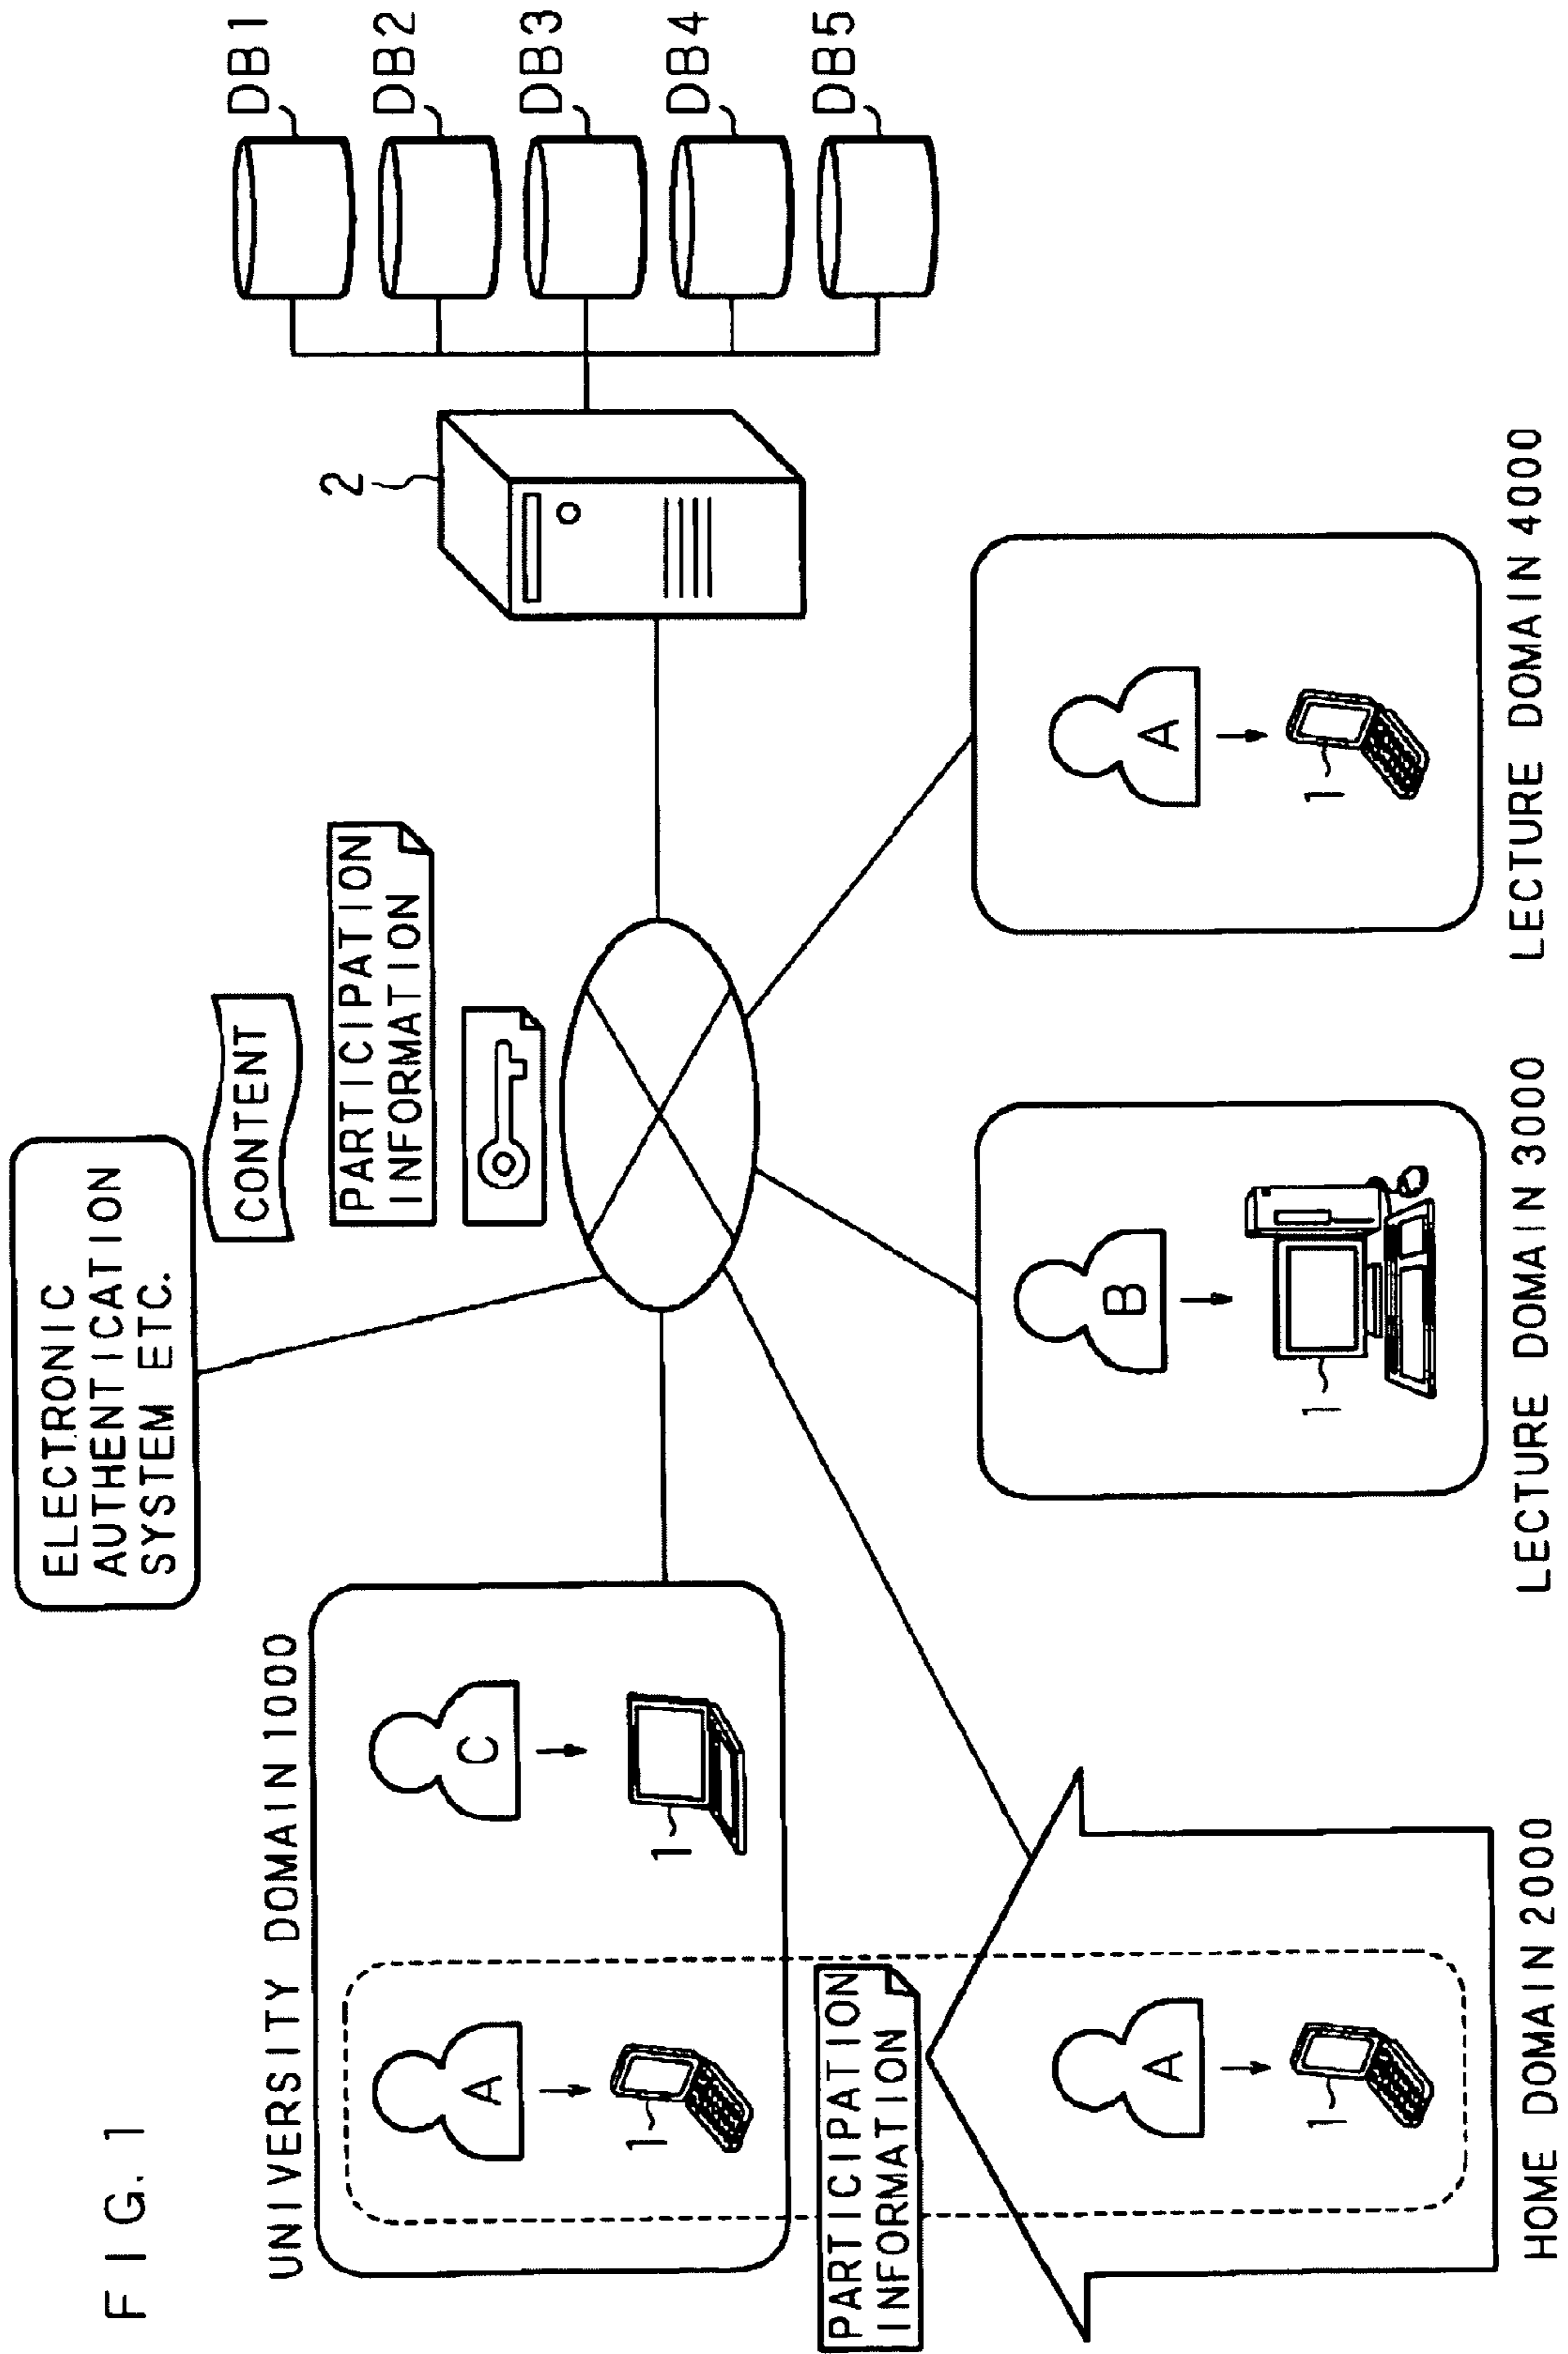 FIG. 1
ELECTRONIC
AUTHENTICATION
SYSTEM ETC.
CONTENT
PARTICIPATION
INFORMATION
2
DB1
DB2
DB3
DB4
DB5
UNIVERSITY DOMAIN 1000
A
1
C
1
PARTICIPATION
INFORMATION
A
1
HOME DOMAIN 2000
B
1
LECTURE DOMAIN 3000
A
1
LECTURE DOMAIN 4000